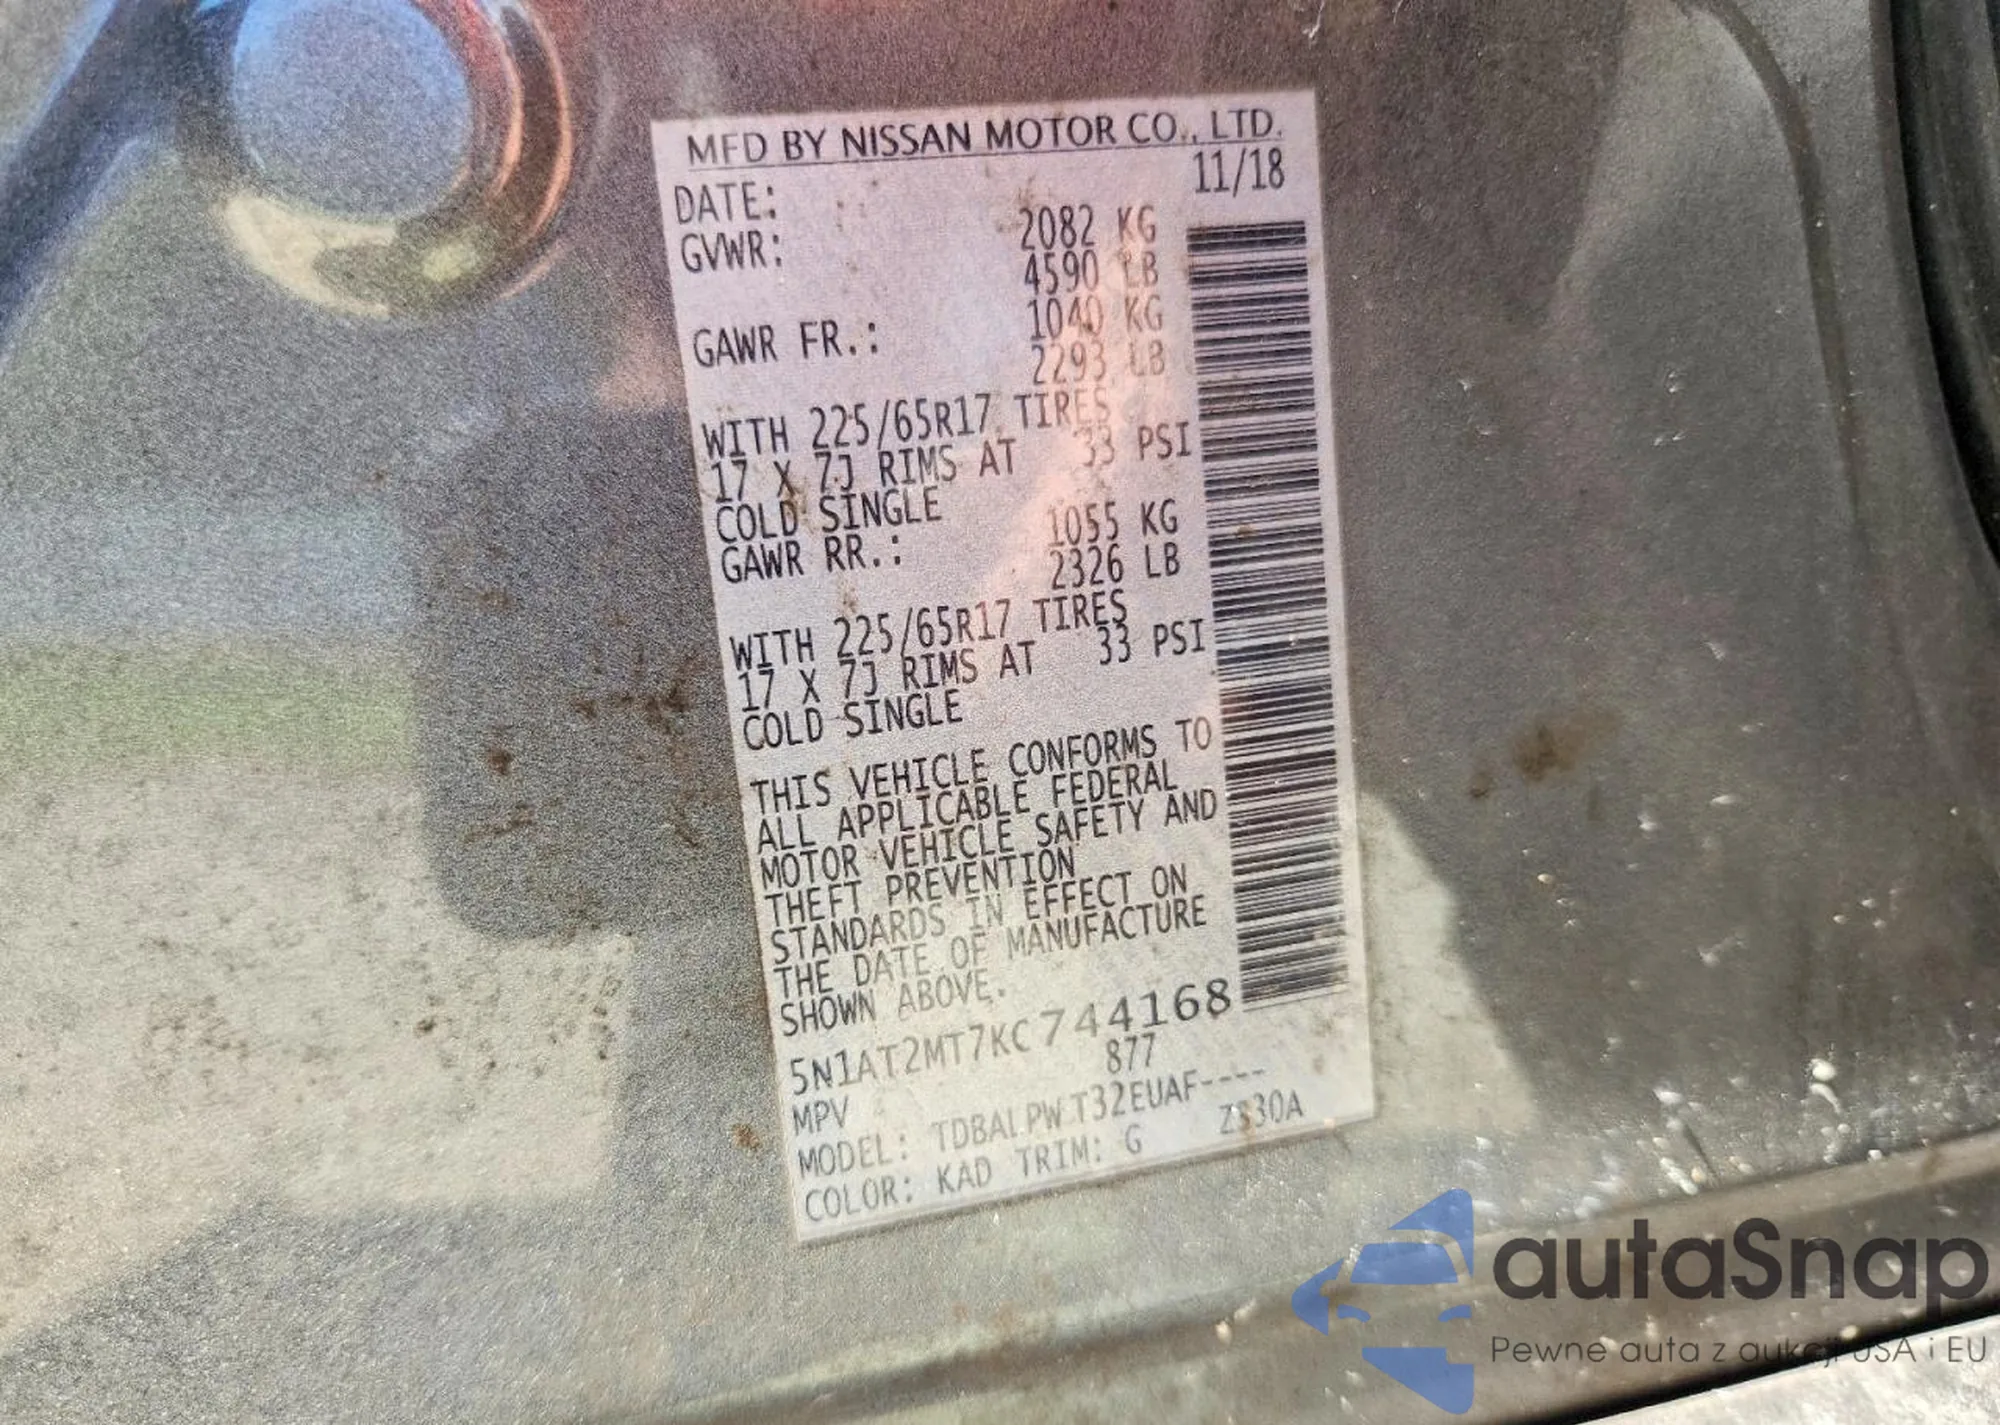 MFD BY NISSAN MOTOR CO., LTD.
DATE: 11/18
GVWR: 2082 KG
4590 LB
GAWR FR.: 1040 KG
2293 LB
WITH 225/65R17 TIRES
17 X 7J RIMS AT 33 PSI
COLD SINGLE
GAWR RR.: 1055 KG
2326 LB
WITH 225/65R17 TIRES
17 X 7J RIMS AT 33 PSI
COLD SINGLE
THIS VEHICLE CONFORMS TO
ALL APPLICABLE FEDERAL
MOTOR VEHICLE SAFETY AND
THEFT PREVENTION
STANDARDS IN EFFECT ON
THE DATE OF MANUFACTURE
SHOWN ABOVE.
5N1AT2MT7KC744168
MPV 877
MODEL: TDBALPW T32EUAF----
COLOR: KAD TRIM: G ZS30A
autaSnap
Pewne auta z aukcji USA i EU